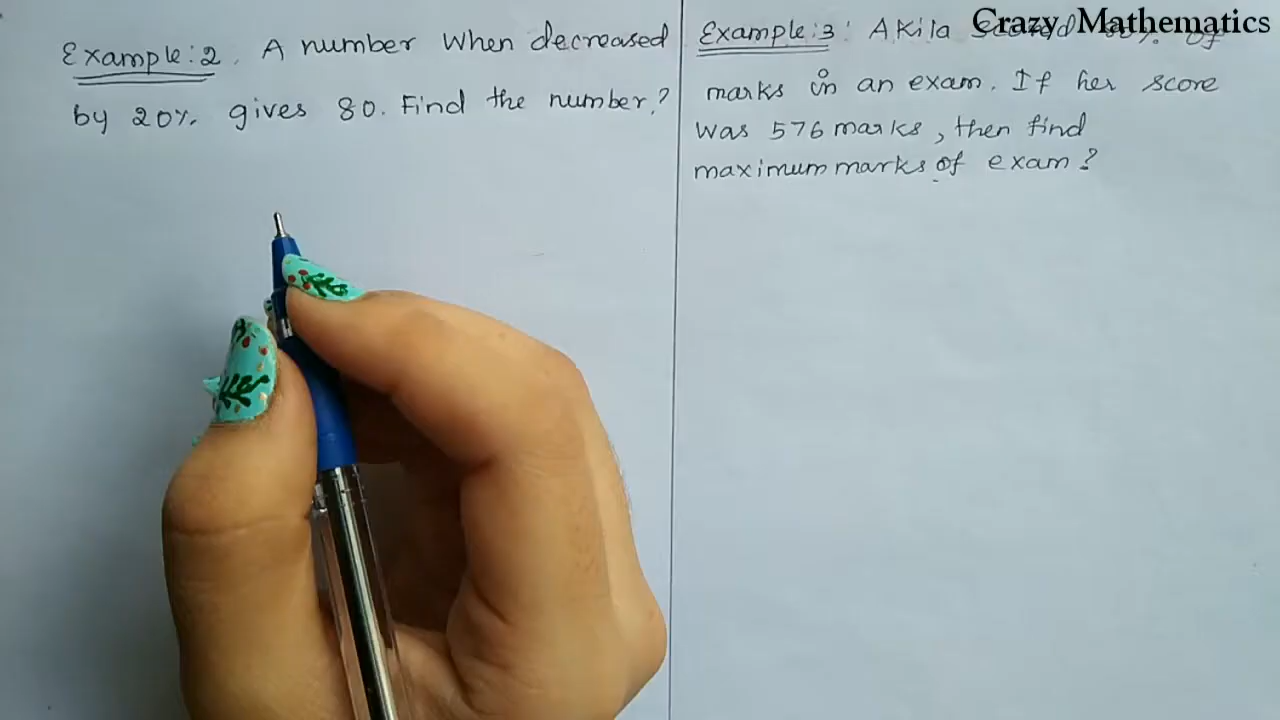 Crazy Mathematics
Example:2. A number when decreased
by 20% gives 80. Find the number?
Example:3: Akila
marks in an exam. If her score
was 576 marks, then find
maximum marks of exam?